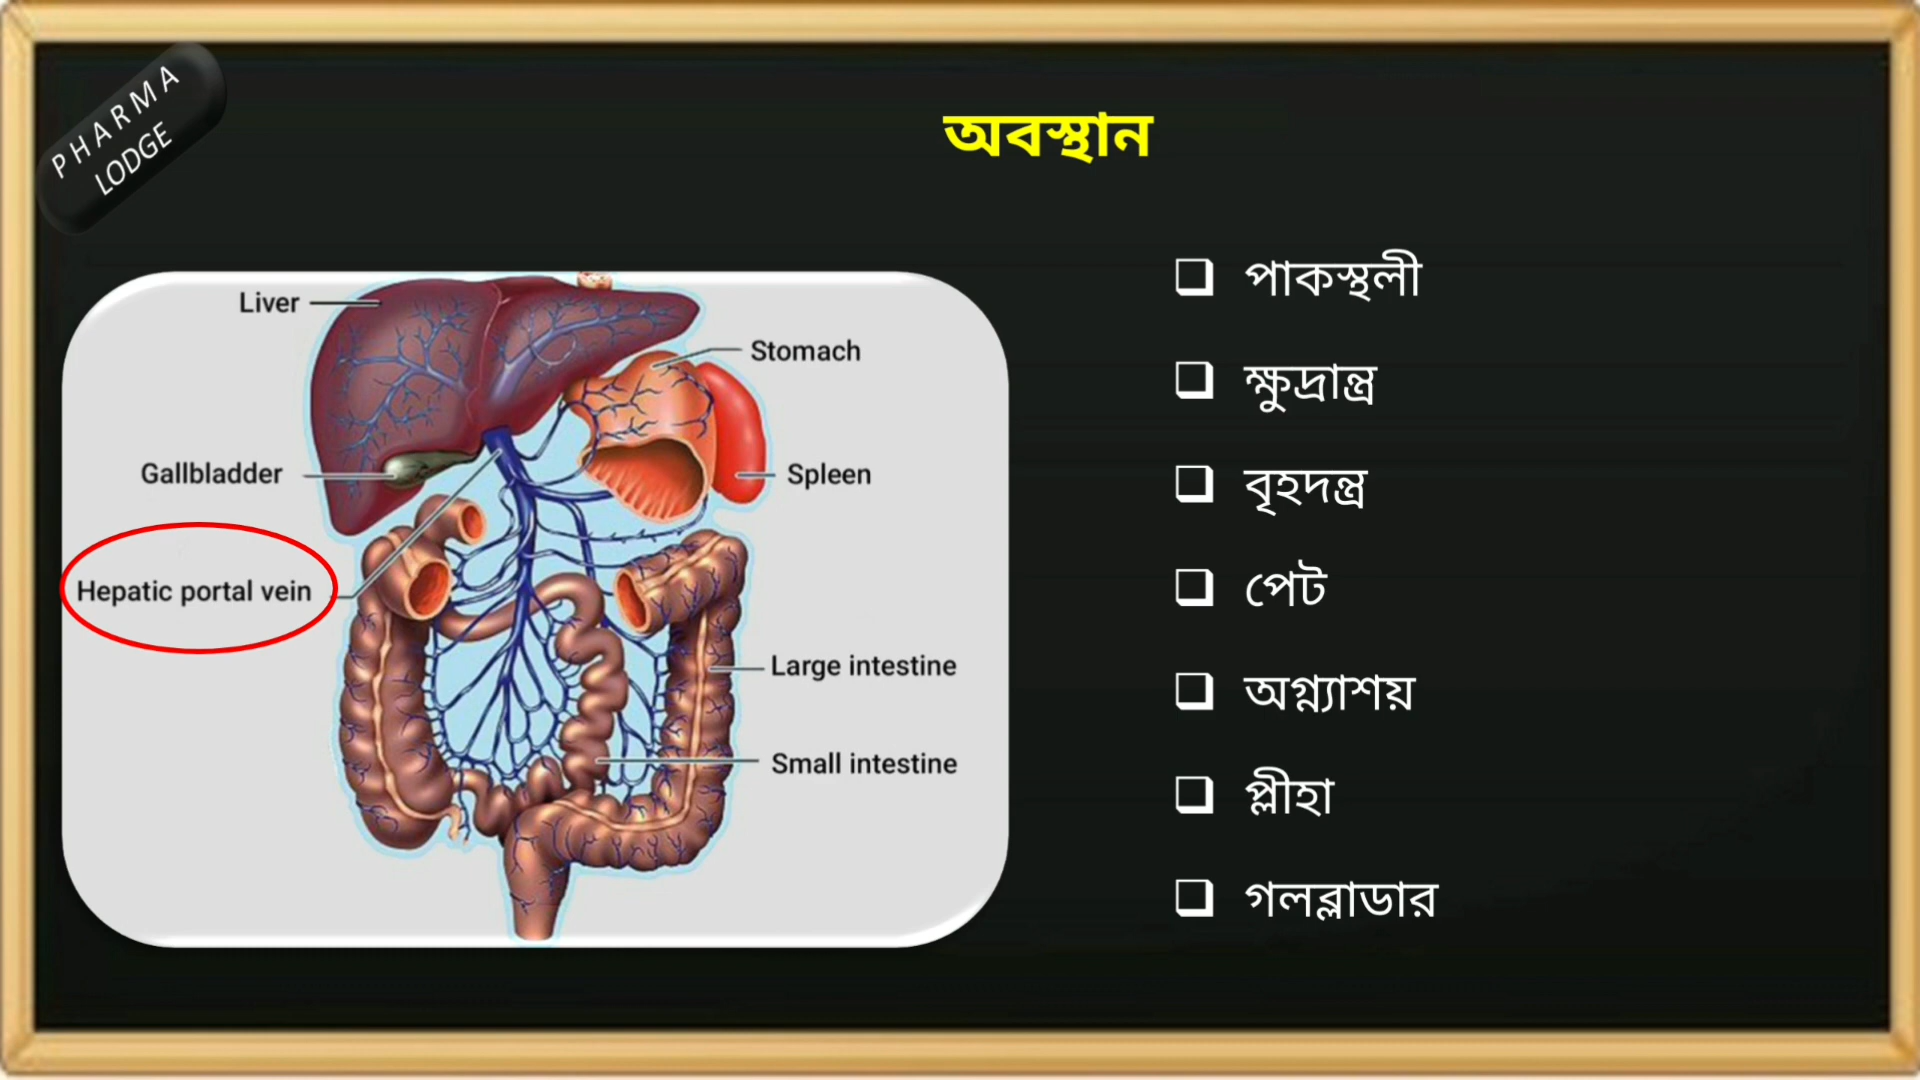 PHARMA
LODGE
অবস্থান
Liver
Stomach
Gallbladder
Spleen
Hepatic portal vein
Large intestine
Small intestine
পাকস্থলী
ক্ষুদ্রান্ত্র
বৃহদন্ত্র
পেট
অগ্ন্যাশয়
প্লীহা
গলব্লাডার